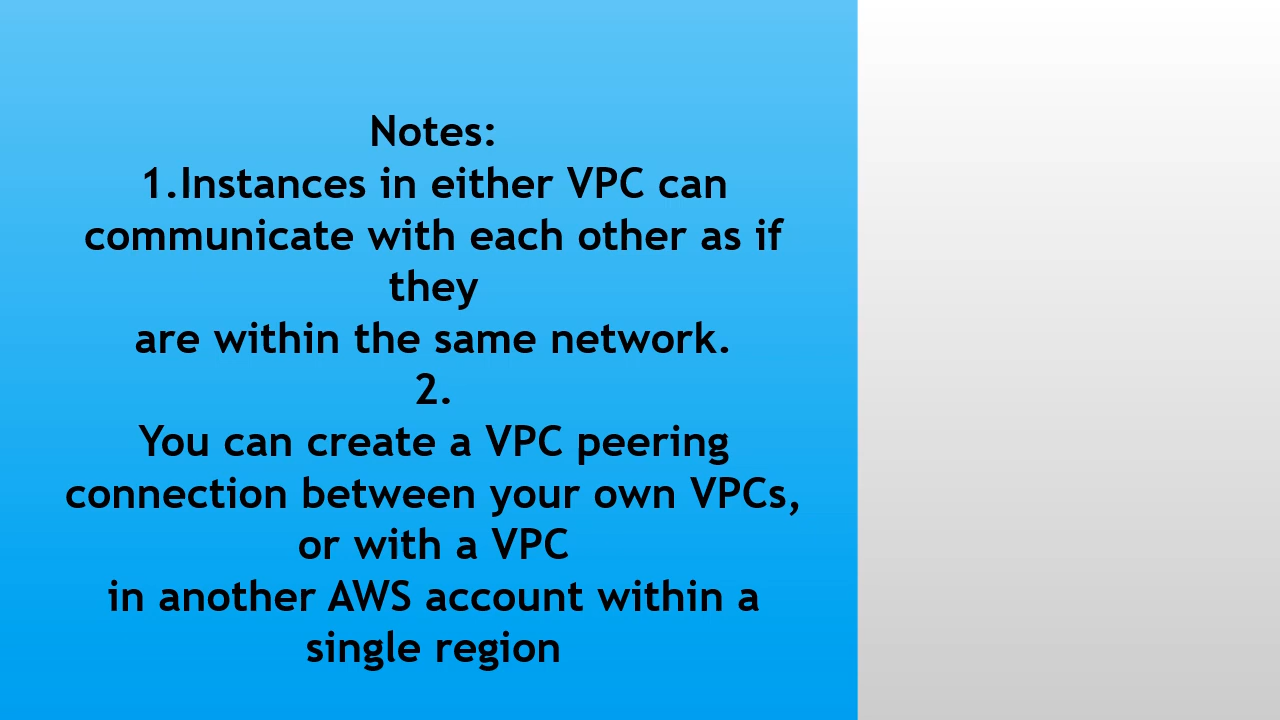 Notes:
1.Instances in either VPC can
communicate with each other as if
they
are within the same network.
2.
You can create a VPC peering
connection between your own VPCs,
or with a VPC
in another AWS account within a
single region